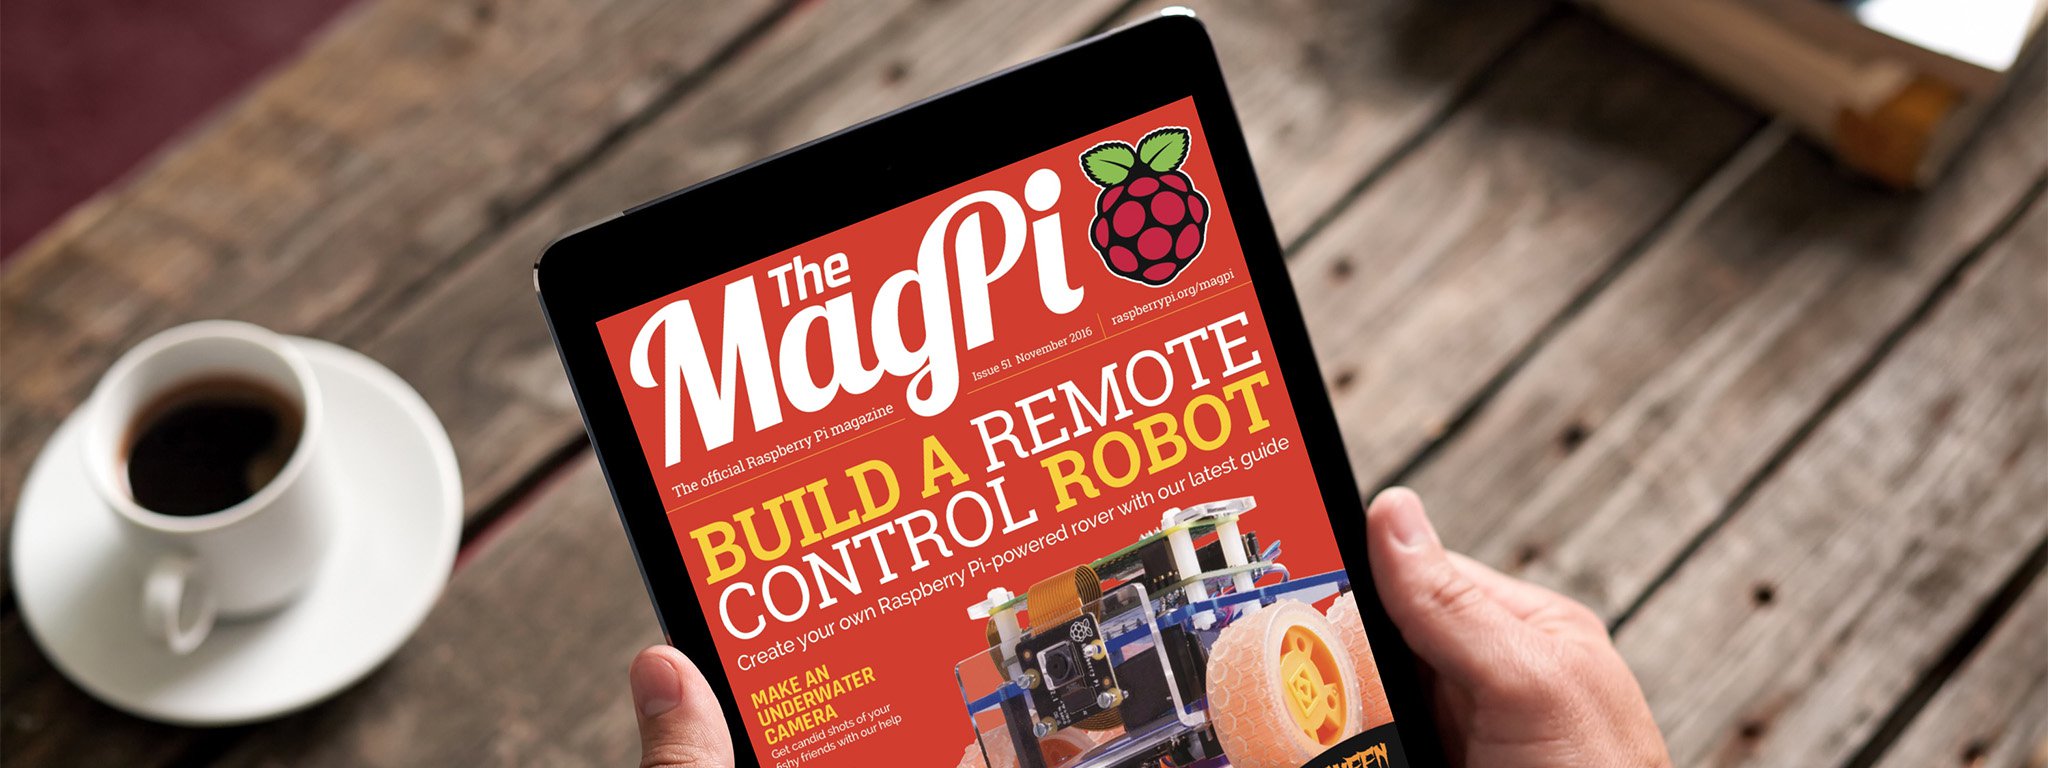 The
MagPi
The official Raspberry Pi magazine
Issue 51 November 2016
raspberrypi.org/magpi
BUILD A REMOTE
CONTROL ROBOT
Create your own Raspberry Pi-powered rover with our latest guide
MAKE AN
UNDERWATER
CAMERA
Get candid shots of your
fishy friends with our help